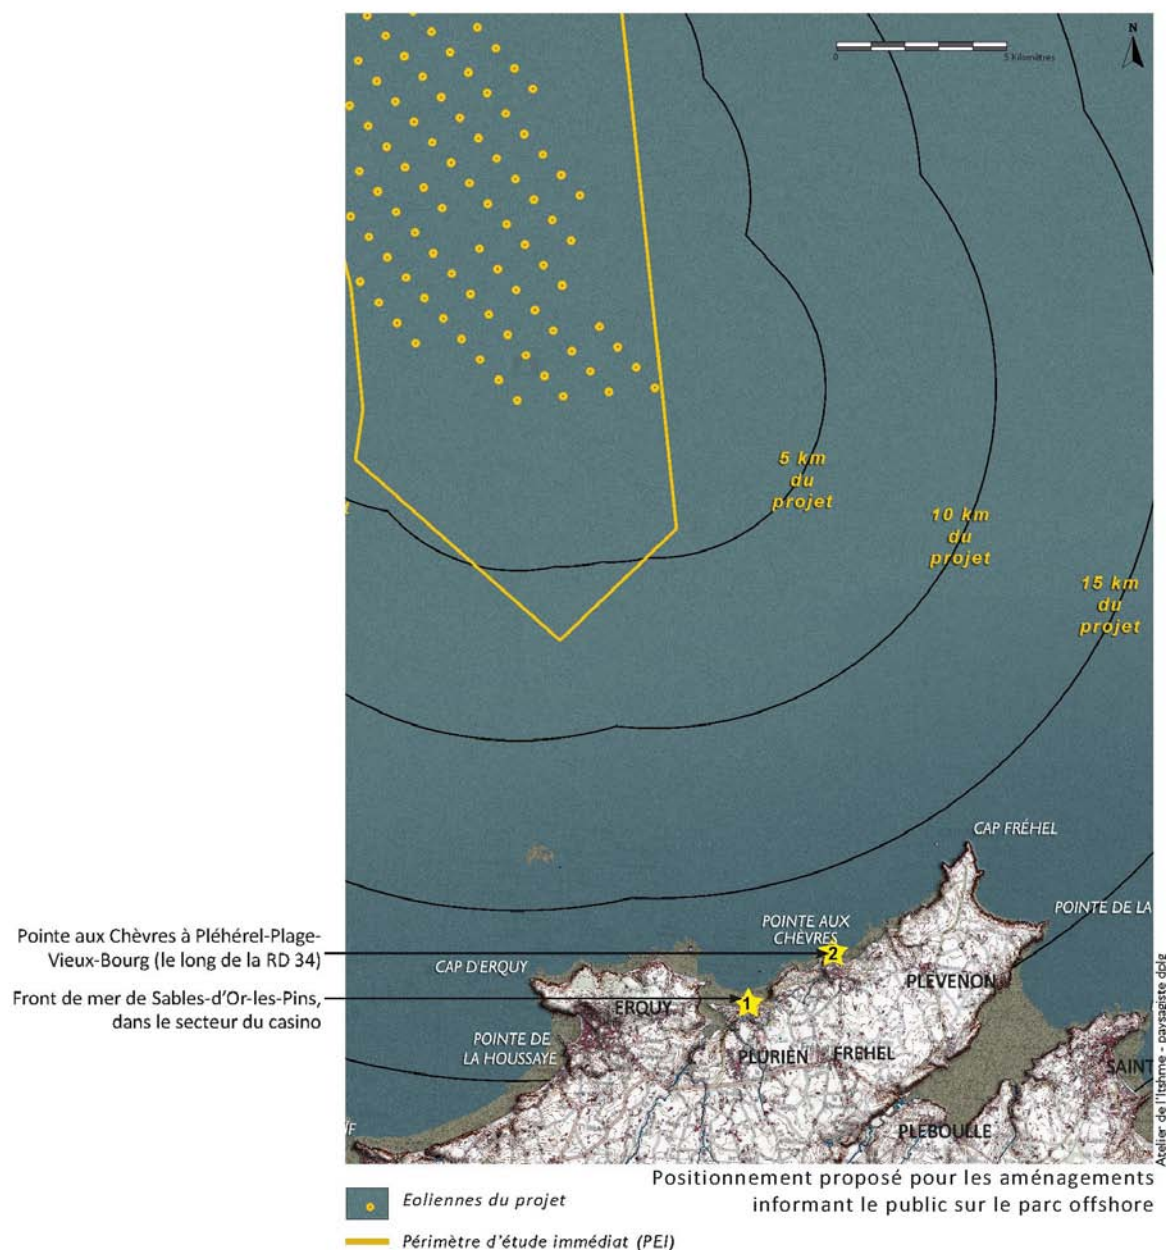 N
0
5 Kilomètres
5 km
du
projet
10 km
du
projet
15 km
du
projet
CAP FRÉHEL
POINTE AUX
CHÈVRES
POINTE DE LA
Pointe aux Chèvres à Pléhérel-Plage-
Vieux-Bourg (le long de la RD 34)
2
CAP D'ERQUY
PLEVENON
Front de mer de Sables-d'Or-les-Pins,
dans le secteur du casino
1
ERQUY
POINTE DE
LA HOUSSAYE
PLURIEN
FREHEL
SAINT
PLEBOULLE
Atelier de l'Itshme - paysagiste dplg
Positionnement proposé pour les aménagements
informant le public sur le parc offshore
Eoliennes du projet
Périmètre d'étude immédiat (PEI)